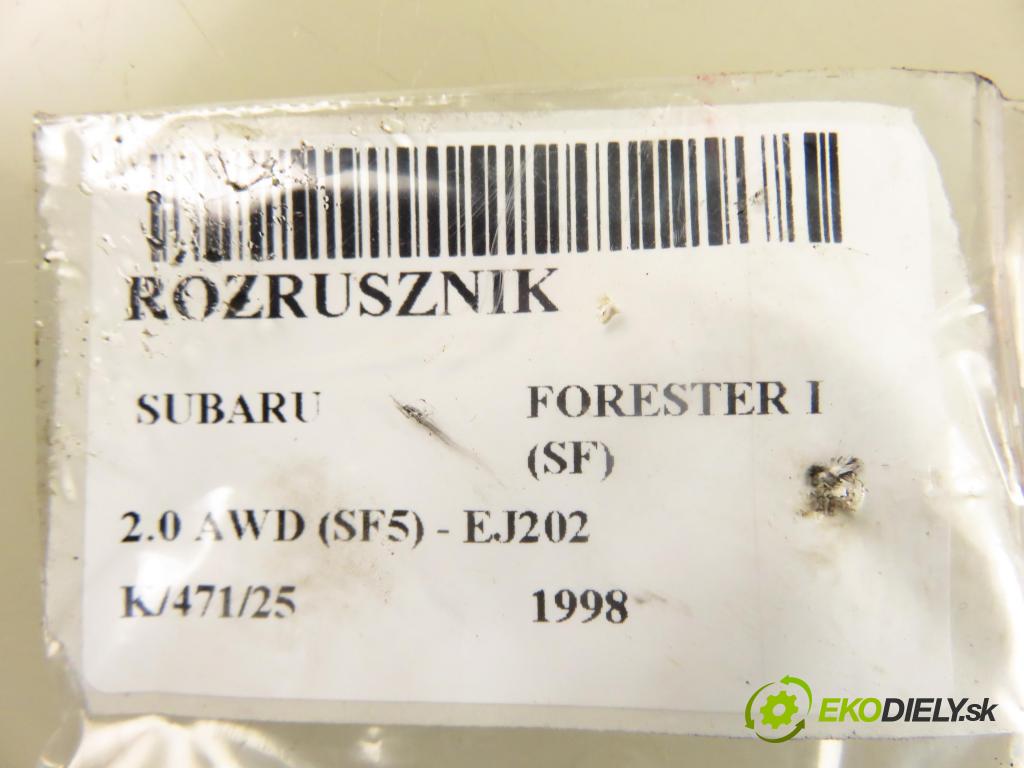 ROZRUSZNIK
SUBARU FORESTER I
(SF)
2.0 AWD (SF5) - EJ202
K/471/25 1998
EKODIELY.sk